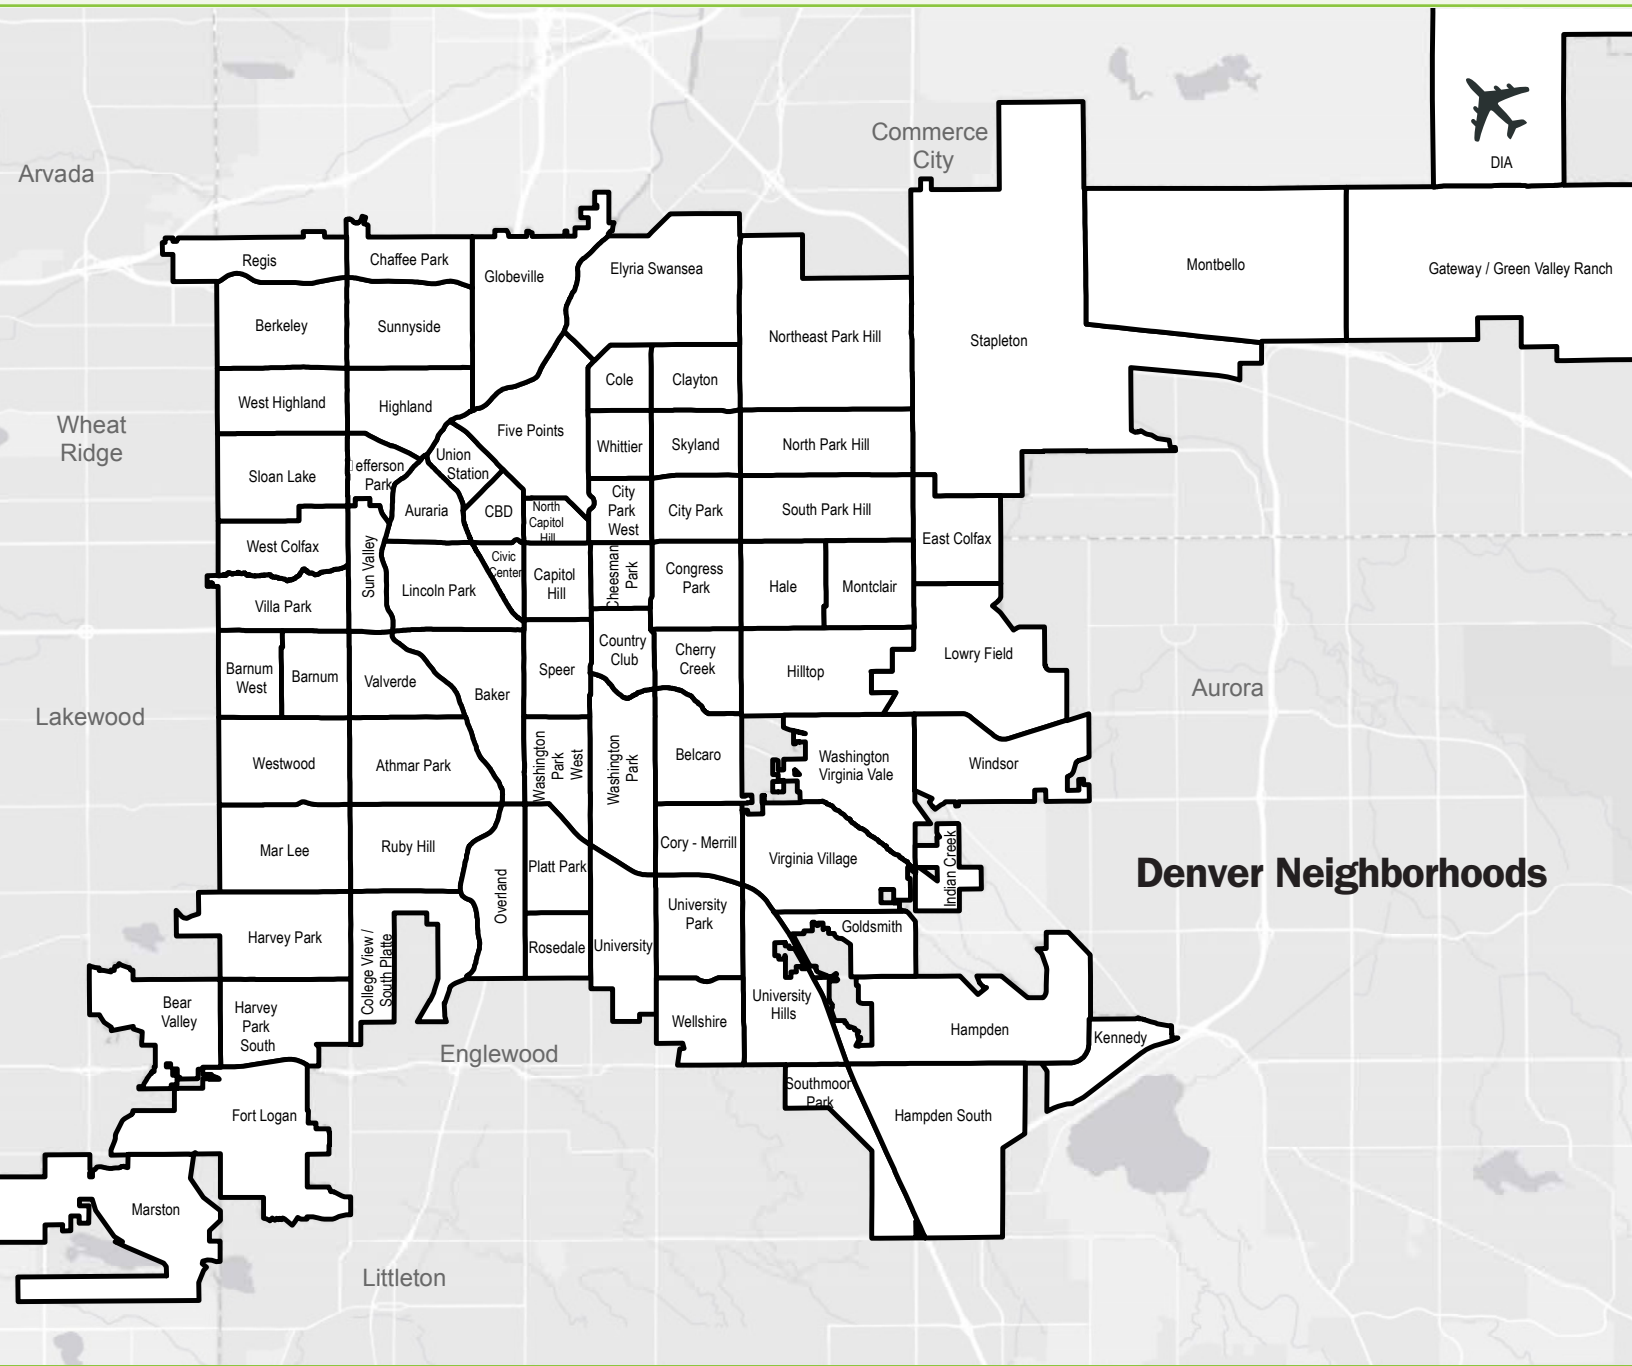 Commerce
City
Arvada
DIA
Regis
Chaffee Park
Globeville
Elyria Swansea
Montbello
Gateway / Green Valley Ranch
Berkeley
Sunnyside
Northeast Park Hill
Stapleton
Cole
Clayton
West Highland
Highland
Wheat
Ridge
Five Points
Whittier
Skyland
North Park Hill
Union
Station
Sloan Lake
efferson
Park
Auraria
CBD
North
Capitol
Hill
City
Park
West
City Park
South Park Hill
East Colfax
West Colfax
Sun Valley
Civic
Center
Lincoln Park
Capitol
Hill
Cheesman
Park
Congress
Park
Hale
Montclair
Villa Park
Country
Club
Cherry
Creek
Hilltop
Lowry Field
Barnum
West
Barnum
Valverde
Baker
Speer
Aurora
Lakewood
Westwood
Athmar Park
Washington
Park
West
Washington
Park
Belcaro
Washington
Virginia Vale
Windsor
Mar Lee
Ruby Hill
Platt Park
Cory - Merrill
Virginia Village
Indian Creek
Denver Neighborhoods
Overland
University
Park
Goldsmith
Harvey Park
College View /
South Platte
Rosedale
University
Bear
Valley
Harvey
Park
South
Wellshire
University
Hills
Hampden
Kennedy
Englewood
Southmoor
Park
Hampden South
Fort Logan
Marston
Littleton